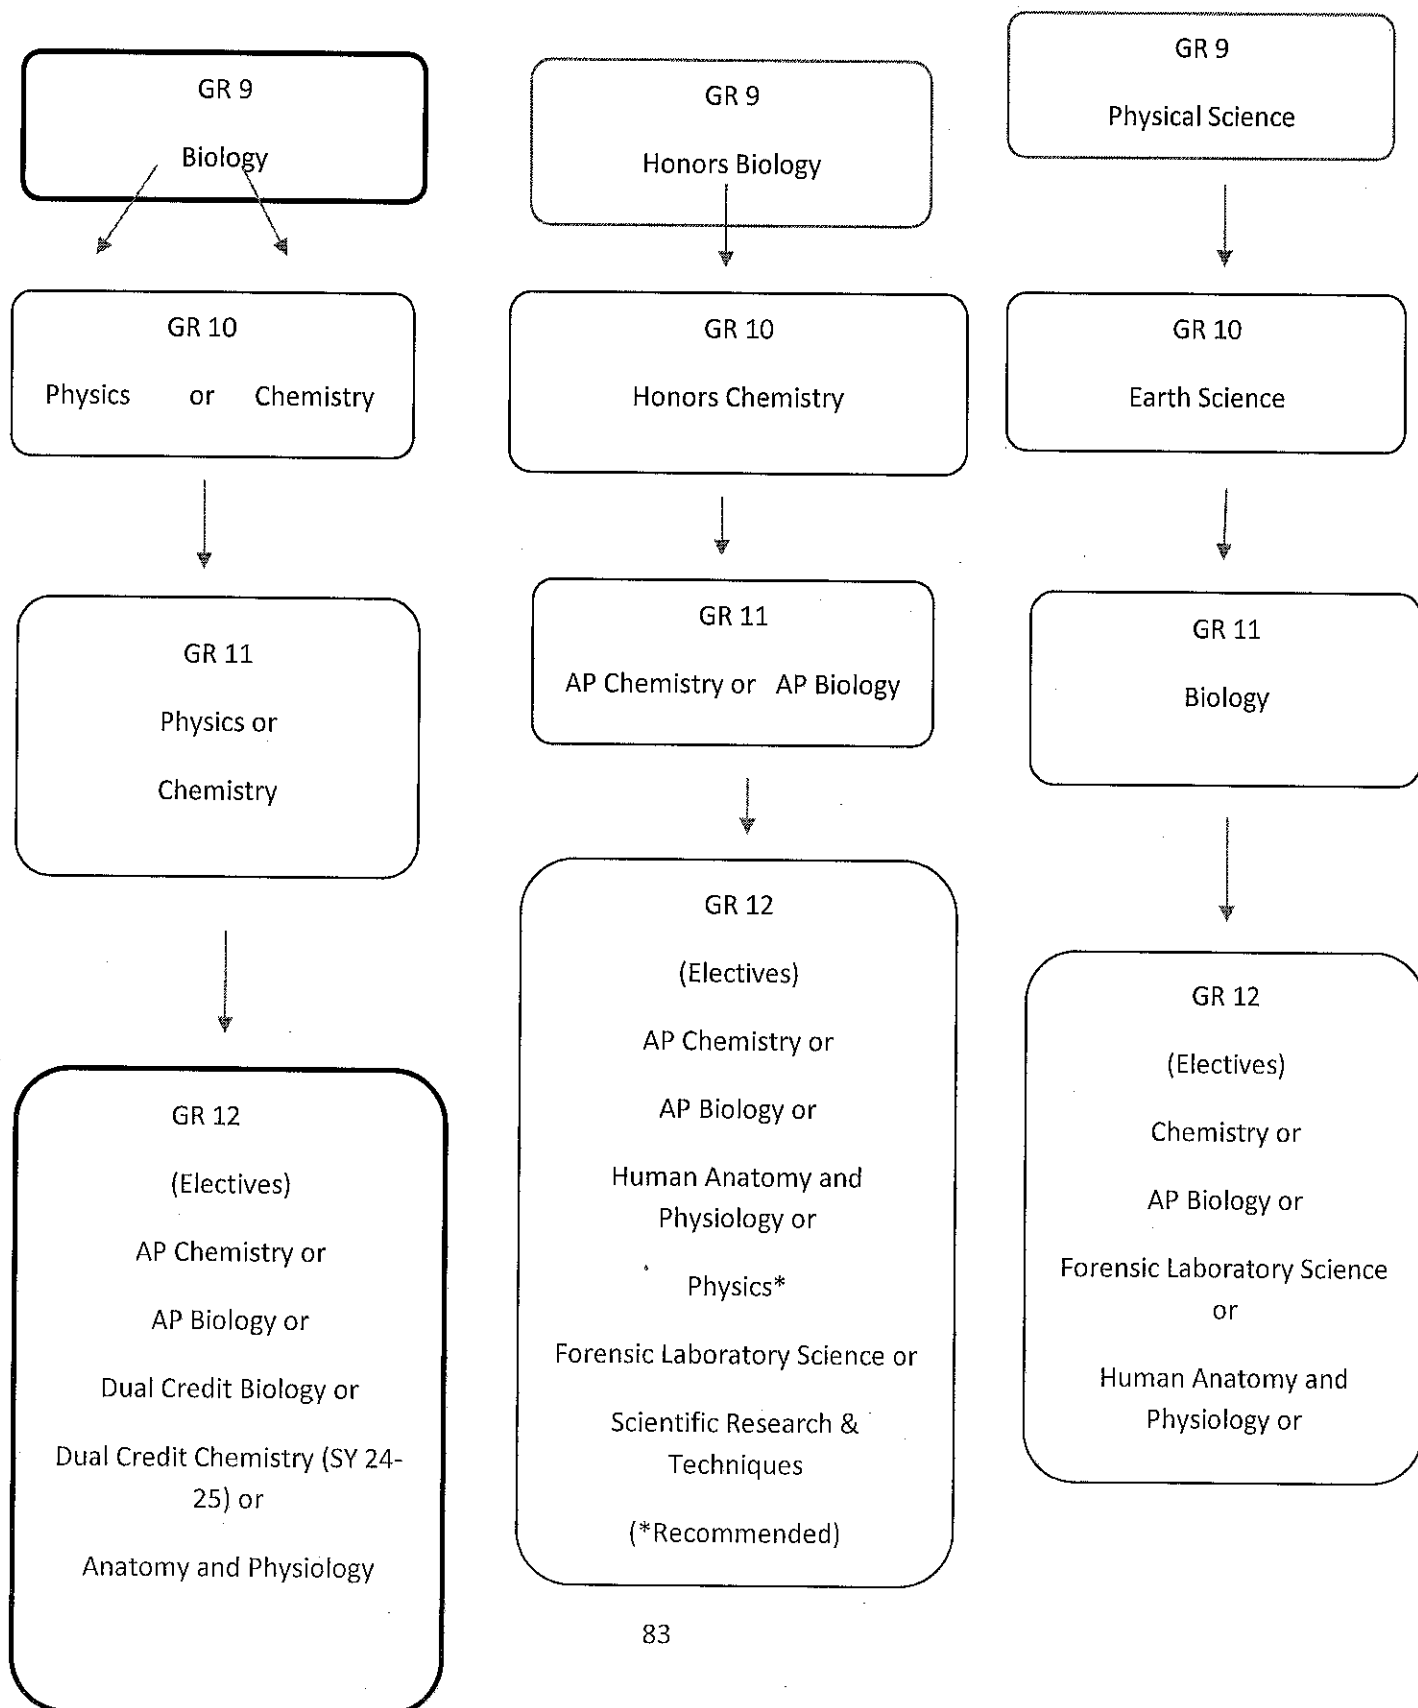 GR 9
Biology
GR 10
Physics or Chemistry
GR 11
Physics or
Chemistry
GR 12
(Electives)
AP Chemistry or
AP Biology or
Dual Credit Biology or
Dual Credit Chemistry (SY 24-
25) or
Anatomy and Physiology
GR 9
Honors Biology
GR 10
Honors Chemistry
GR 11
AP Chemistry or AP Biology
GR 12
(Electives)
AP Chemistry or
AP Biology or
Human Anatomy and
Physiology or
Physics*
Forensic Laboratory Science or
Scientific Research &
Techniques
(*Recommended)
GR 9
Physical Science
GR 10
Earth Science
GR 11
Biology
GR 12
(Electives)
Chemistry or
AP Biology or
Forensic Laboratory Science
or
Human Anatomy and
Physiology or
83